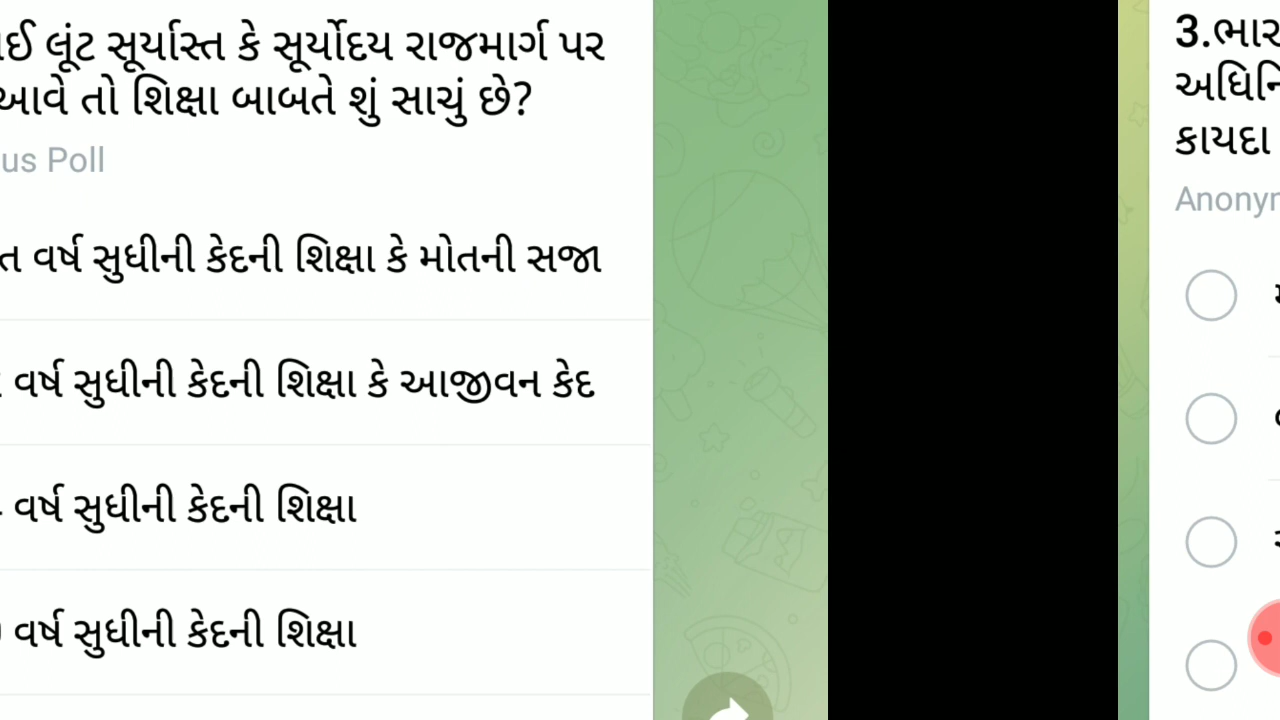 લૂંટ સૂર્યાસ્ત કે સૂર્યોદય રાજમાર્ગ પર
આવે તો શિક્ષા બાબતે શું સાચું છે?
us Poll
વર્ષ સુધીની કેદની શિક્ષા કે મોતની સજા
વર્ષ સુધીની કેદની શિક્ષા કે આજીવન કેદ
વર્ષ સુધીની કેદની શિક્ષા
વર્ષ સુધીની કેદની શિક્ષા
3.ભાર
અધિનિ
કાયદા
Anony